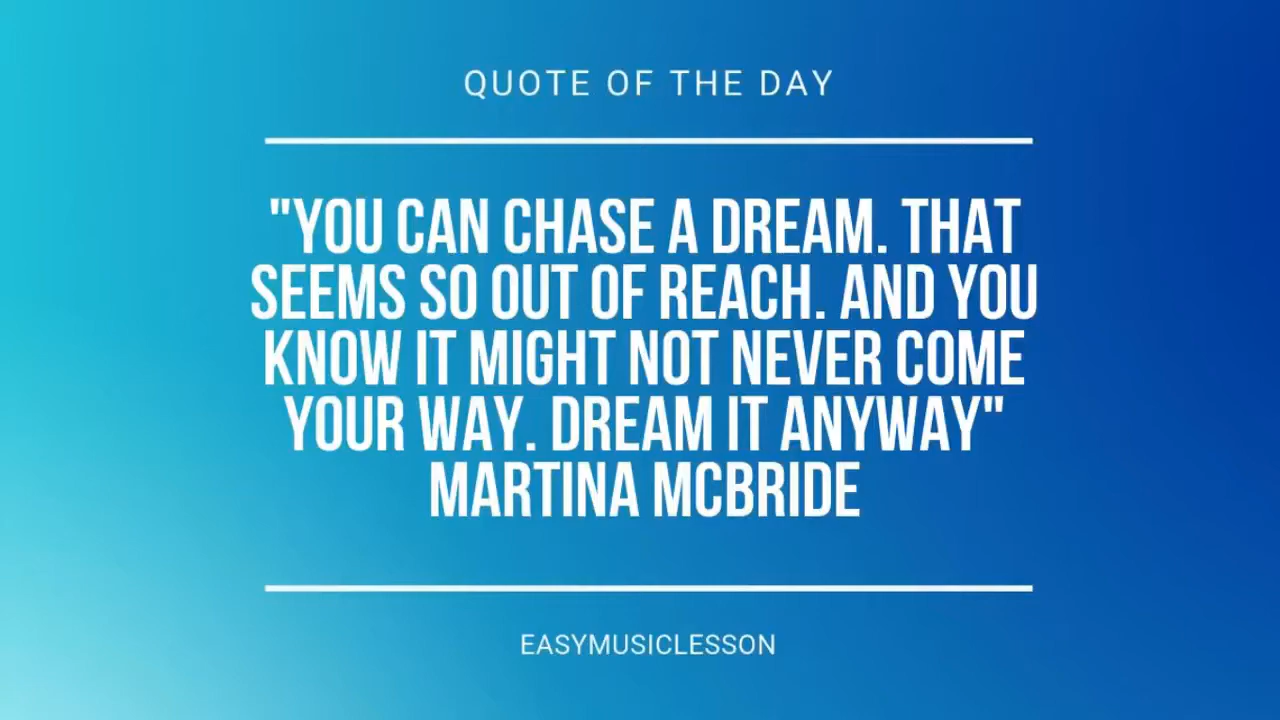 QUOTE OF THE DAY
"YOU CAN CHASE A DREAM. THAT
SEEMS SO OUT OF REACH. AND YOU
KNOW IT MIGHT NOT NEVER COME
YOUR WAY. DREAM IT ANYWAY"
MARTINA MCBRIDE
EASYMUSICLESSON